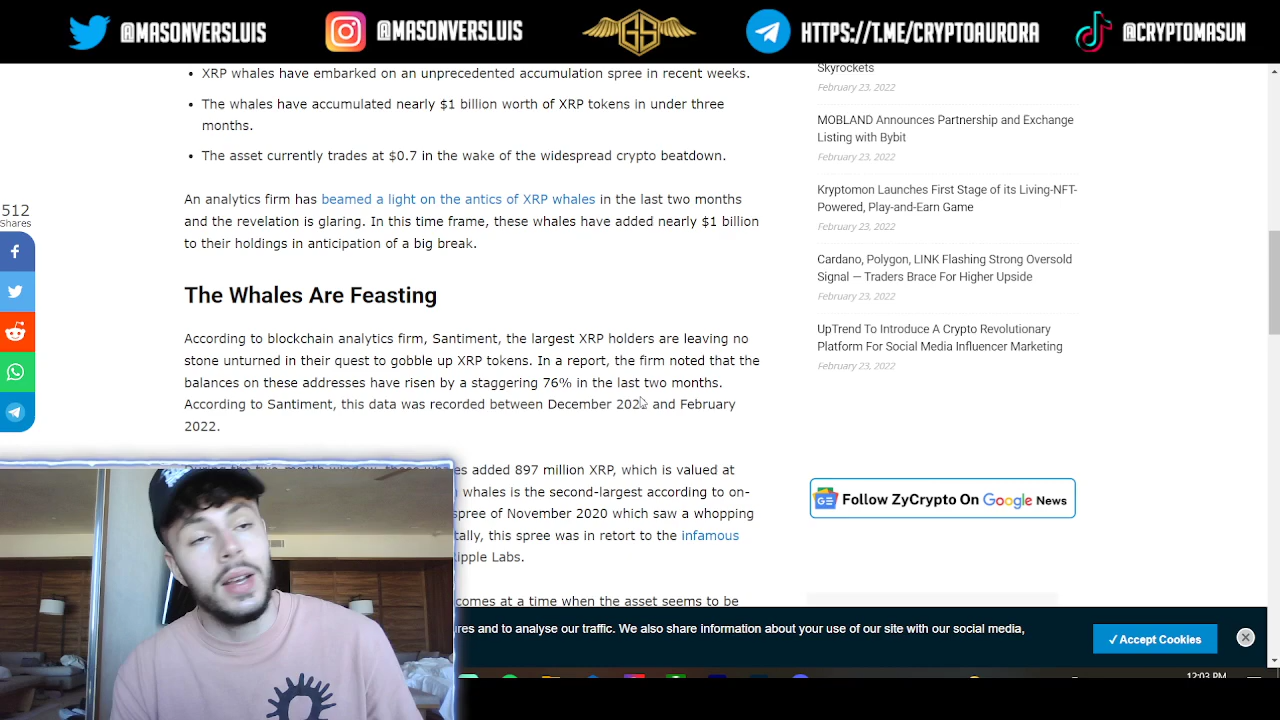 @MASONVERSLUIS
@MASONVERSLUIS
GS
HTTPS://T.ME/CRYPTOAURORA
@CRYPTOMASUN
XRP whales have embarked on an unprecedented accumulation spree in recent weeks.
The whales have accumulated nearly $1 billion worth of XRP tokens in under three
months.
The asset currently trades at $0.7 in the wake of the widespread crypto beatdown.
An analytics firm has beamed a light on the antics of XRP whales in the last two months
and the revelation is glaring. In this time frame, these whales have added nearly $1 billion
to their holdings in anticipation of a big break.
The Whales Are Feasting
According to blockchain analytics firm, Santiment, the largest XRP holders are leaving no
stone unturned in their quest to gobble up XRP tokens. In a report, the firm noted that the
balances on these addresses have risen by a staggering 76% in the last two months.
According to Santiment, this data was recorded between December 2021 and February
2022.
During the two-month window, these whales added 897 million XRP, which is valued at
whales is the second-largest according to on-
spree of November 2020 which saw a whopping
this spree was in retort to the infamous
Ripple Labs.
comes at a time when the asset seems to be
512
Shares
Skyrockets
February 23, 2022
MOBLAND Announces Partnership and Exchange
Listing with Bybit
February 23, 2022
Kryptomon Launches First Stage of its Living-NFT-
Powered, Play-and-Earn Game
February 23, 2022
Cardano, Polygon, LINK Flashing Strong Oversold
Signal — Traders Brace For Higher Upside
February 23, 2022
UpTrend To Introduce A Crypto Revolutionary
Platform For Social Media Influencer Marketing
February 23, 2022
GE Follow ZyCrypto On Google News
and to analyse our traffic. We also share information about your use of our site with our social media,
✓ Accept Cookies
12:03 PM